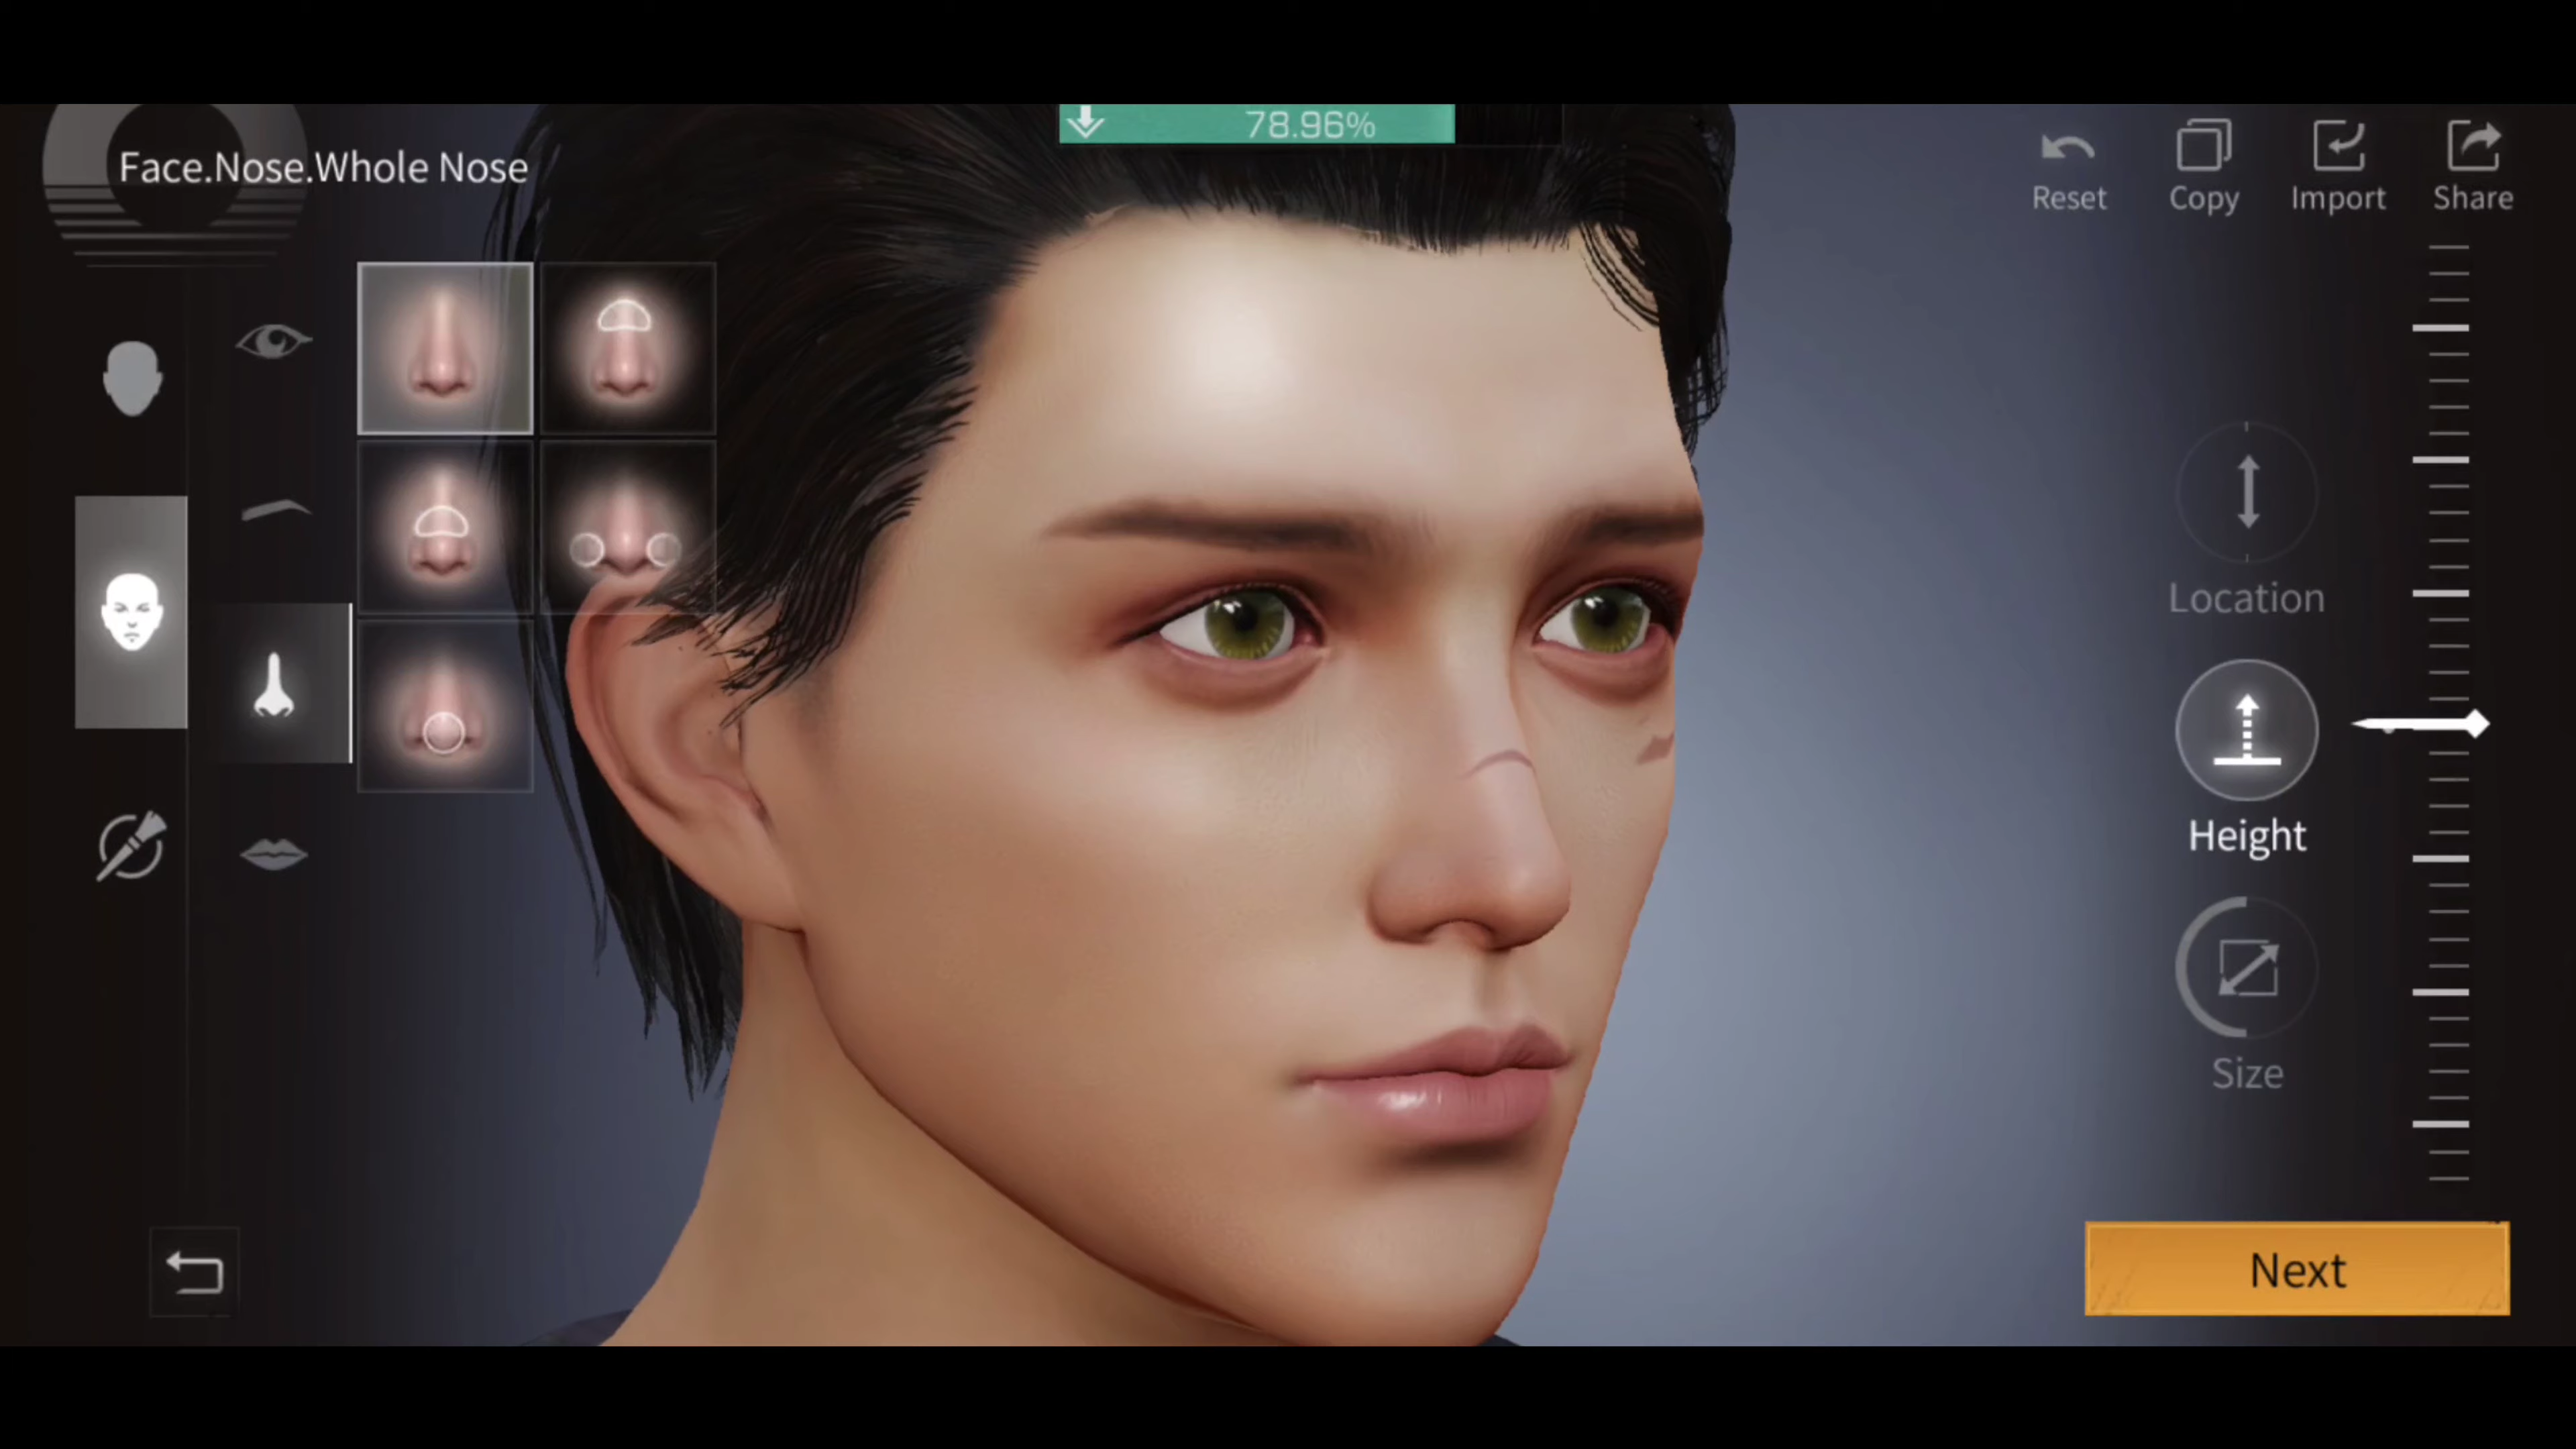 78.96%
Face.Nose.Whole Nose
Reset
Copy
Import
Share
Location
Height
Size
Next